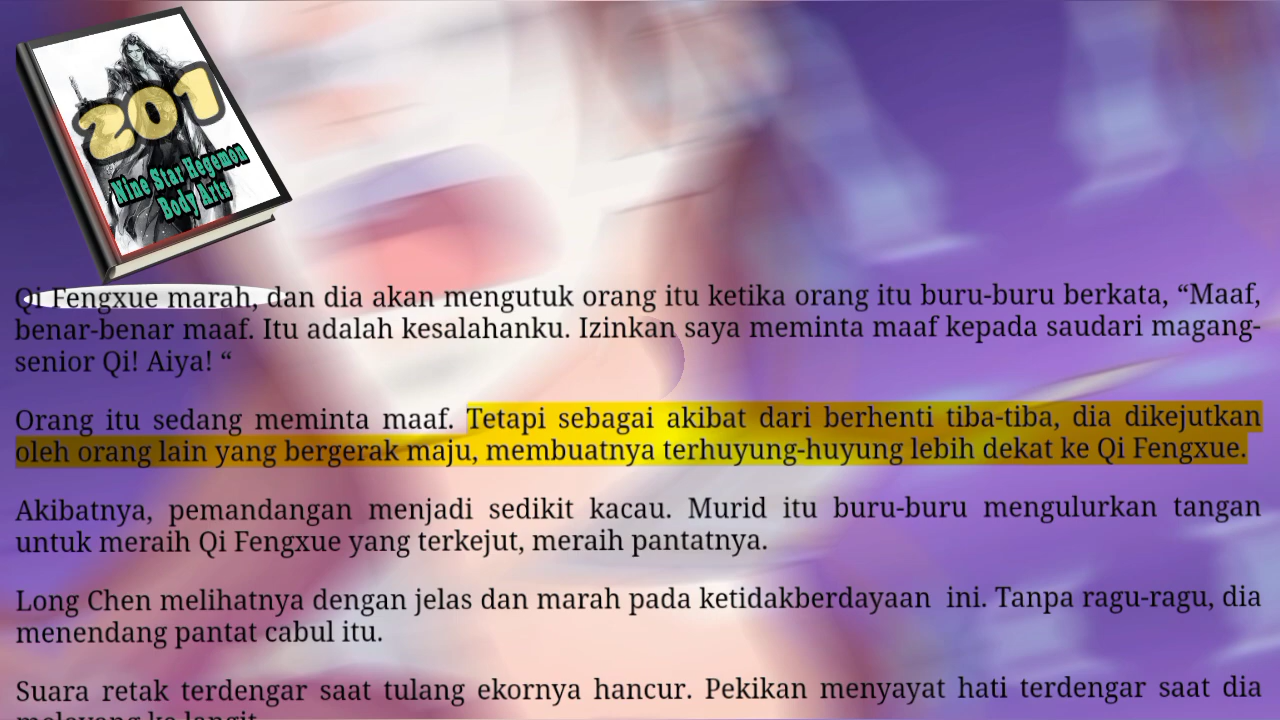 201
Nine Star Hegemon
Body Arts
Qi Fengxue marah, dan dia akan mengutuk orang itu ketika orang itu buru-buru berkata, “Maaf,
benar-benar maaf. Itu adalah kesalahanku. Izinkan saya meminta maaf kepada saudari magang-
senior Qi! Aiya! “
Orang itu sedang meminta maaf. Tetapi sebagai akibat dari berhenti tiba-tiba, dia dikejutkan
oleh orang lain yang bergerak maju, membuatnya terhuyung-huyung lebih dekat ke Qi Fengxue.
Akibatnya, pemandangan menjadi sedikit kacau. Murid itu buru-buru mengulurkan tangan
untuk meraih Qi Fengxue yang terkejut, meraih pantatnya.
Long Chen melihatnya dengan jelas dan marah pada ketidakberdayaan ini. Tanpa ragu-ragu, dia
menendang pantat cabul itu.
Suara retak terdengar saat tulang ekornya hancur. Pekikan menyayat hati terdengar saat dia